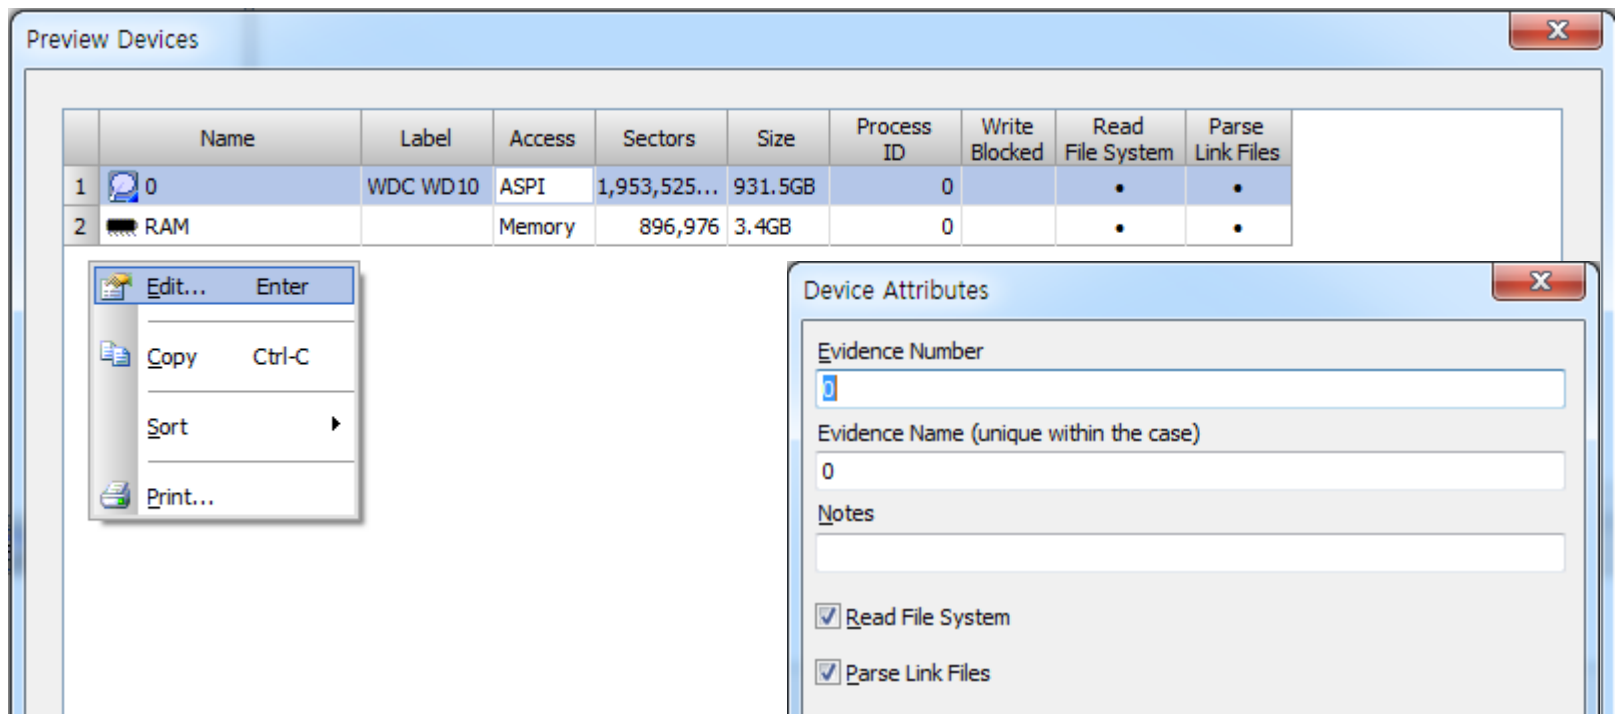 Preview Devices
Name Label Access Sectors Size Process ID Write Blocked Read File System Parse Link Files
1 0 WDC WD10 ASPI 1,953,525... 931.5GB 0 • •
2 RAM Memory 896,976 3.4GB 0 • •
Edit... Enter
Copy Ctrl-C
Sort
Print...
Device Attributes
Evidence Number
0
Evidence Name (unique within the case)
0
Notes
Read File System
Parse Link Files